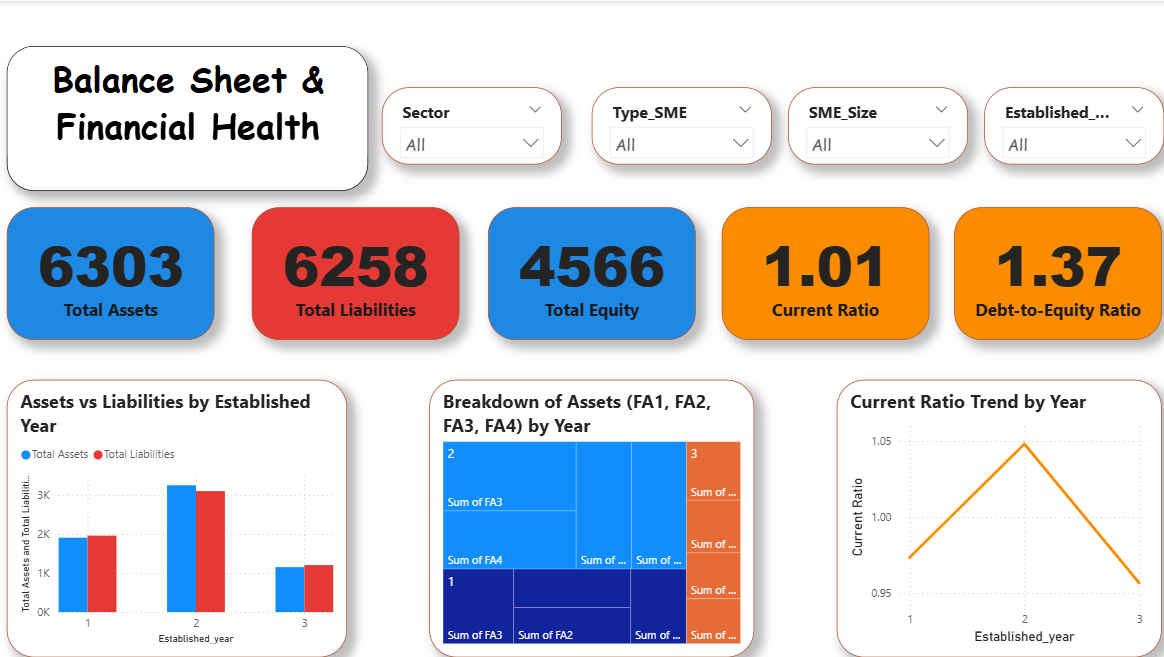 Balance Sheet &
Financial Health
Sector
All
Type_SME
All
SME_Size
All
Established_...
All
6303
Total Assets
6258
Total Liabilities
4566
Total Equity
1.01
Current Ratio
1.37
Debt-to-Equity Ratio
Assets vs Liabilities by Established
Year
Total Assets Total Liabilities
Total Assets and Total Liabiliti...
3K
2K
1K
0K
1 2 3
Established_year
Breakdown of Assets (FA1, FA2,
FA3, FA4) by Year
2
Sum of FA3
Sum of FA4
Sum of ...
Sum of ...
1
Sum of FA3
Sum of FA2
Sum of ...
3
Sum of ...
Sum of ...
Sum of ...
Sum of ...
Current Ratio Trend by Year
Current Ratio
1.05
1.00
0.95
1 2 3
Established_year